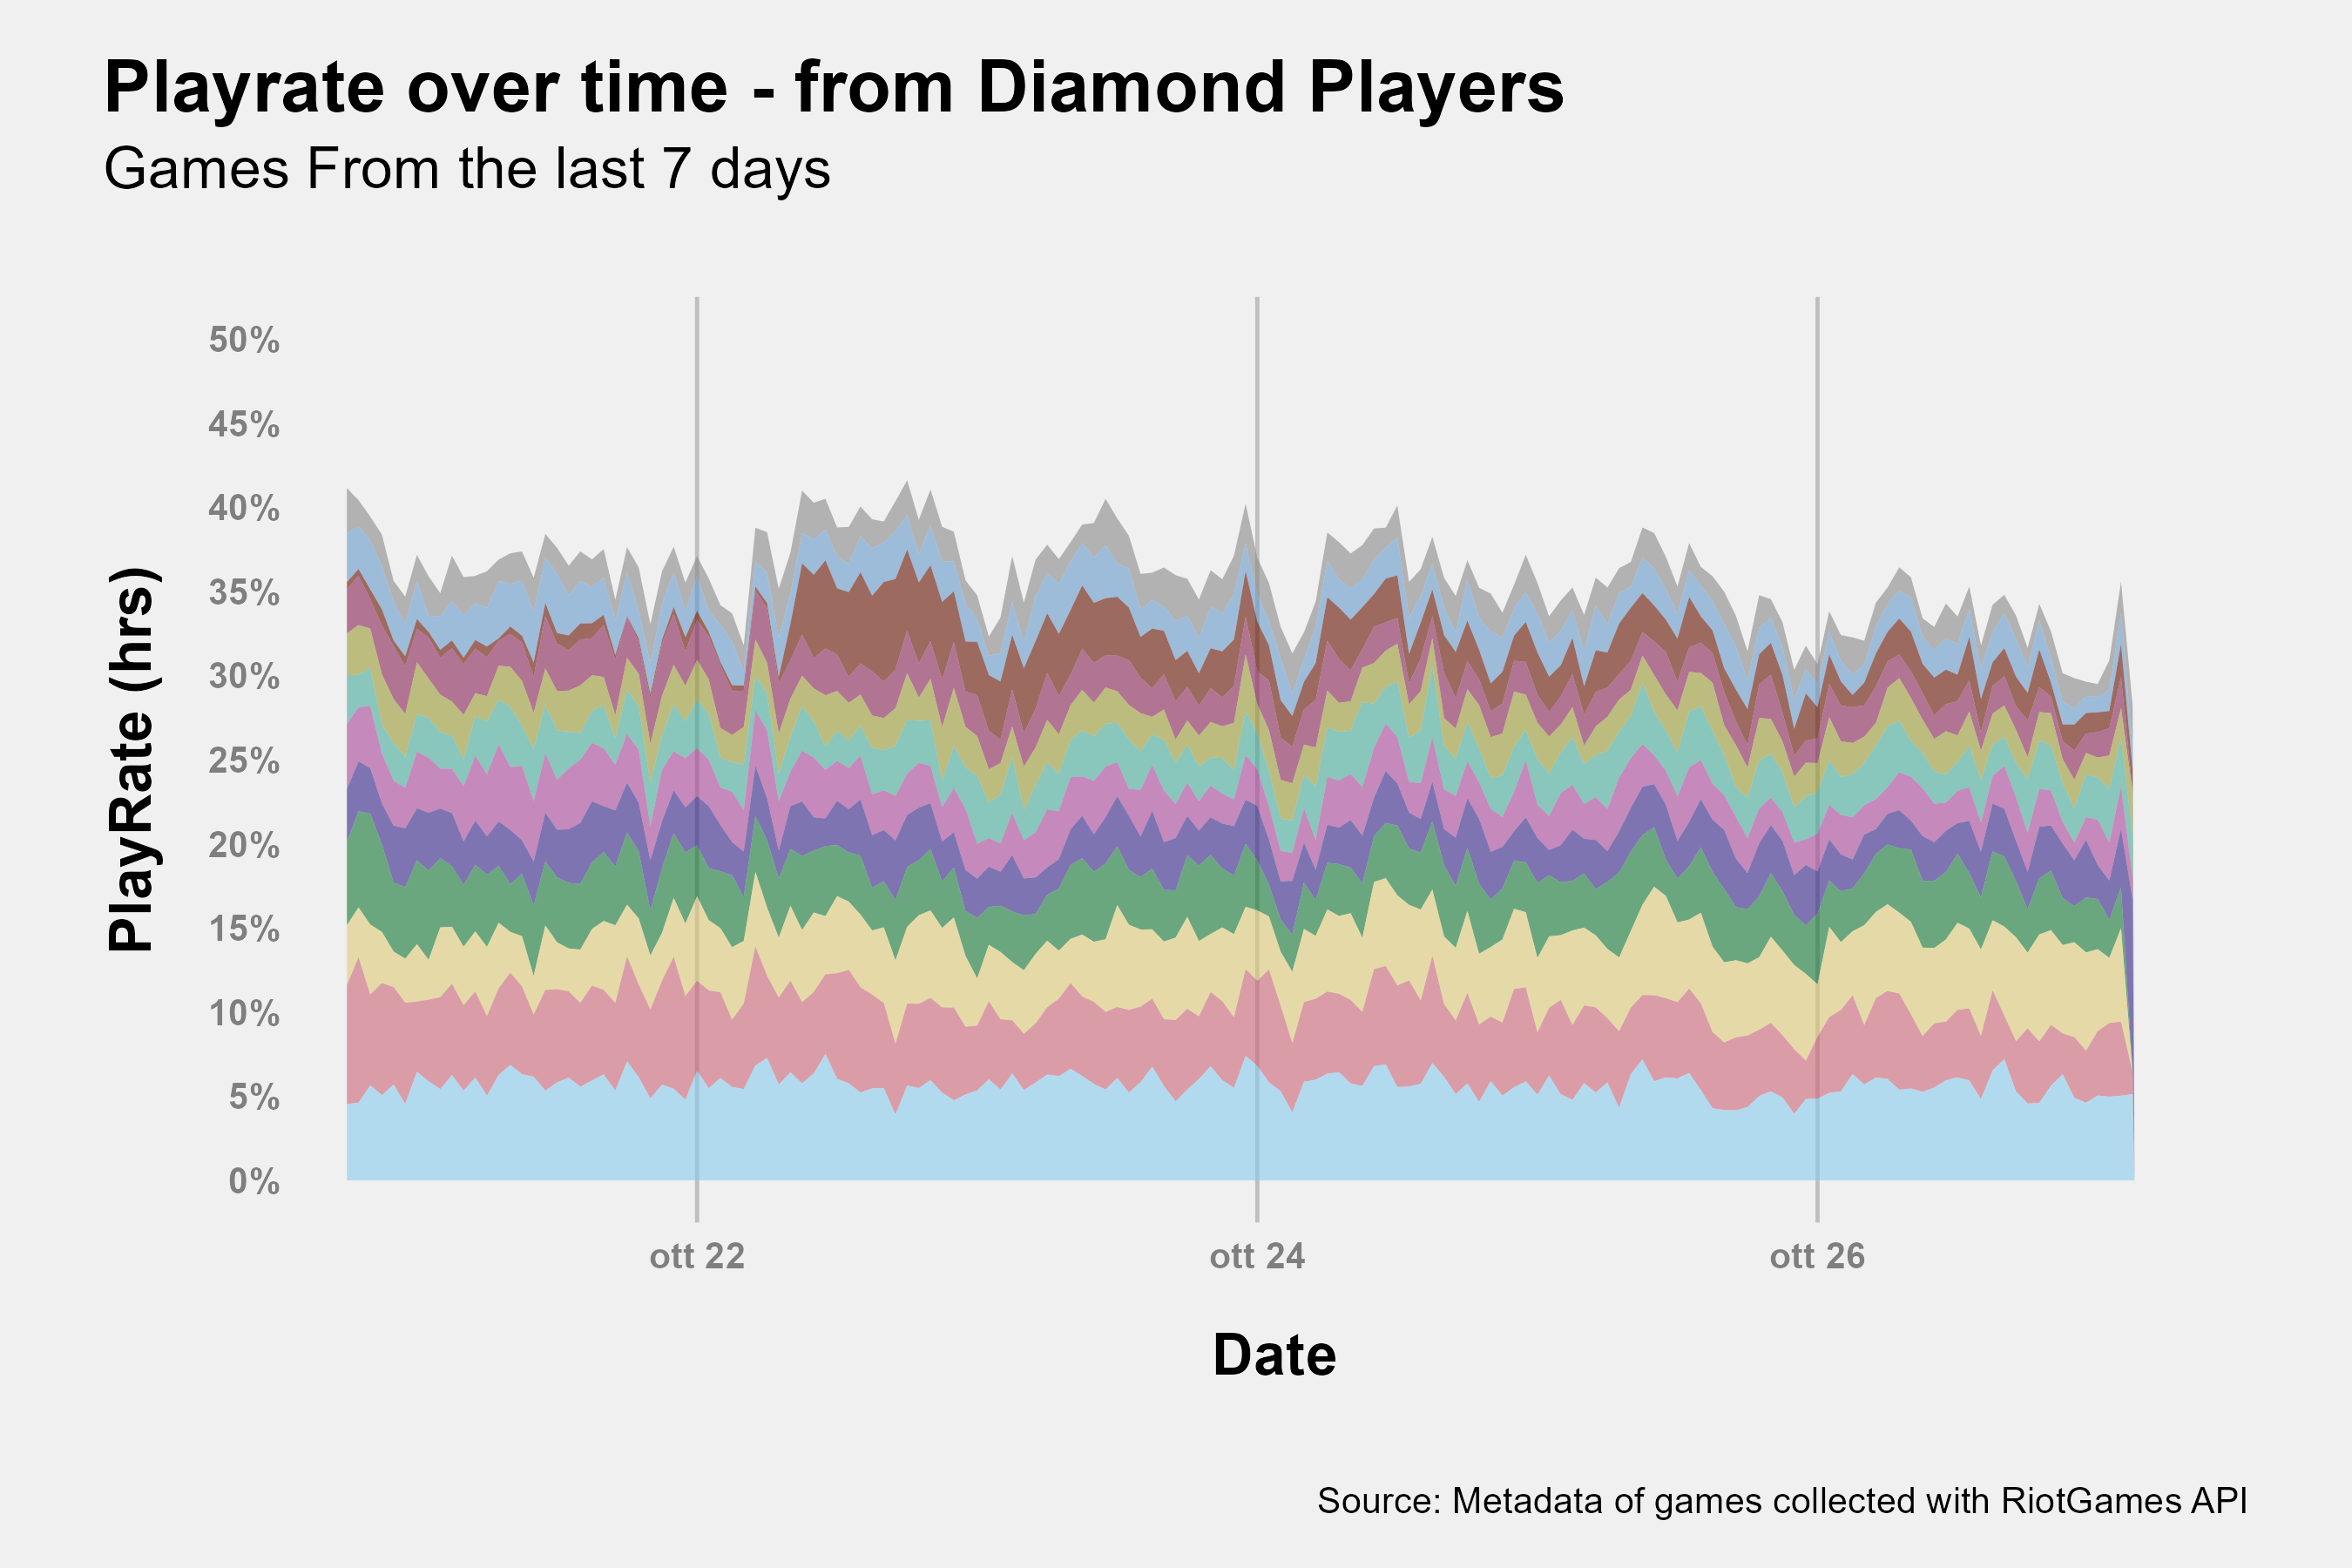 Playrate over time - from Diamond Players
Games From the last 7 days
PlayRate (hrs)
50%
45%
40%
35%
30%
25%
20%
15%
10%
5%
0%
ott 22
ott 24
ott 26
Date
Source: Metadata of games collected with RiotGames API